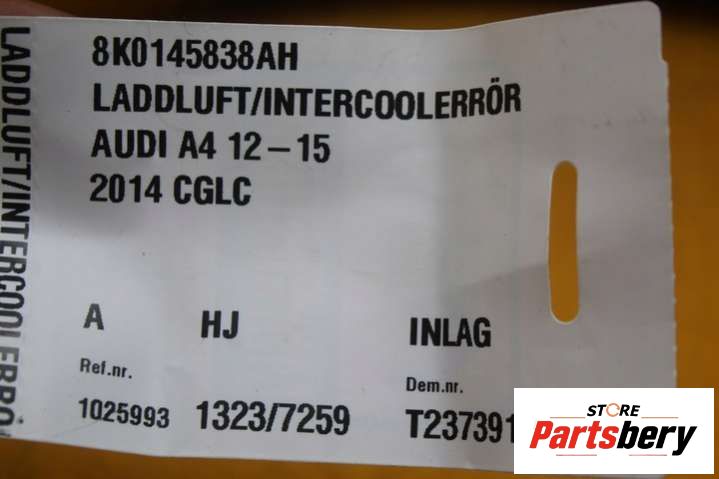 8K0145838AH
LADDLUFT/INTERCOOLERRÖR
AUDI A4 12-15
2014 CGLC
A HJ INLAG
Ref.nr. Dem.nr.
1025993 1323/7259 T237391
LADDLUFT/INTERCOOLERRÖ
STORE
Partsbery